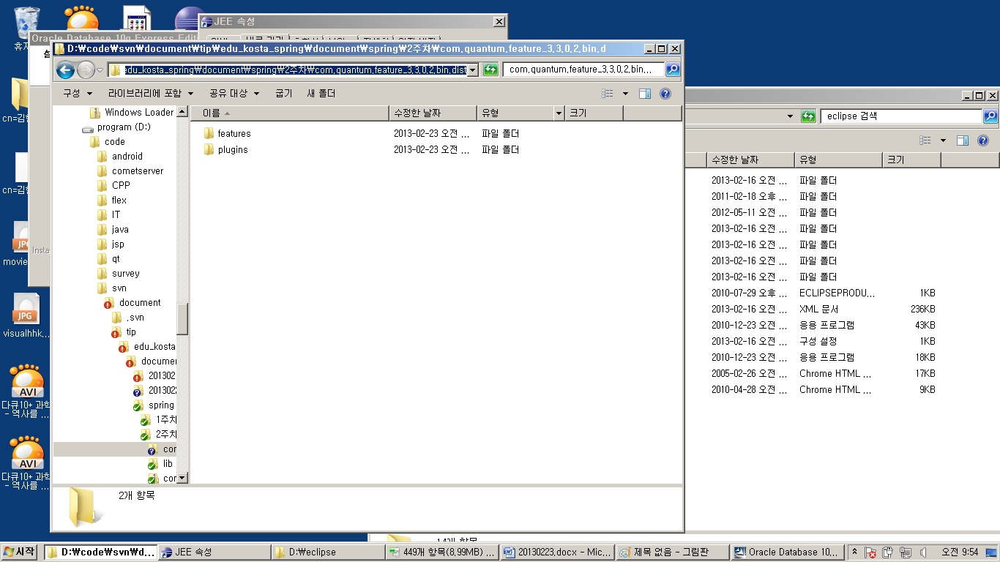 휴지
JEE 속성
Oracle Database 10g Express Edit
D:\code\svn\document\tip\edu_kosta_spring\document\spring\2주차\com.quantum.feature_3.3.0.2.bin.d
edu_kosta_spring\document\spring\2주차\com.quantum.feature_3.3.0.2.bin.dist
com.quantum.feature_3.3.0.2.bin,...
구성
라이브러리에 포함
공유 대상
굽기
새 폴더
이름
수정한 날짜
유형
크기
features 2013-02-23 오전 ... 파일 폴더
plugins 2013-02-23 오전 ... 파일 폴더
Windows Loader
program (D:)
code
android
cometserver
CPP
flex
IT
java
jsp
qt
survey
svn
document
.svn
tip
edu_kosta
documer
201302
2013022
spring
1주차
2주차
cor
lib
cor
2개 항목
cn=김
cn=김
JPG
movie
Insta
JPG
visualhhk...
AVI
다큐10+ 과학
- 역사를
AVI
다큐10+ 과학
- 역사를 ...
eclipse 검색
수정한 날짜 유형 크기
2013-02-16 오전 ... 파일 폴더
2011-02-18 오후 ... 파일 폴더
2012-05-11 오전 ... 파일 폴더
2013-02-16 오전 ... 파일 폴더
2013-02-16 오전 ... 파일 폴더
2013-02-16 오전 ... 파일 폴더
2013-02-16 오전 ... 파일 폴더
2010-07-29 오후 ... ECLIPSEPRODU... 1KB
2013-02-16 오전 ... XML 문서 236KB
2010-12-23 오전 ... 응용 프로그램 43KB
2013-02-16 오전 ... 구성 설정 1KB
2010-12-23 오전 ... 응용 프로그램 18KB
2005-02-26 오전 ... Chrome HTML ... 17KB
2010-04-28 오전 ... Chrome HTML ... 9KB
14개 항목
시작
D:\code\svn\d...
JEE 속성
D:\eclipse
449개 항목(8,99MB) ...
20130223.docx - Mic...
제목 없음 - 그림판
Oracle Database 10...
오전 9:54